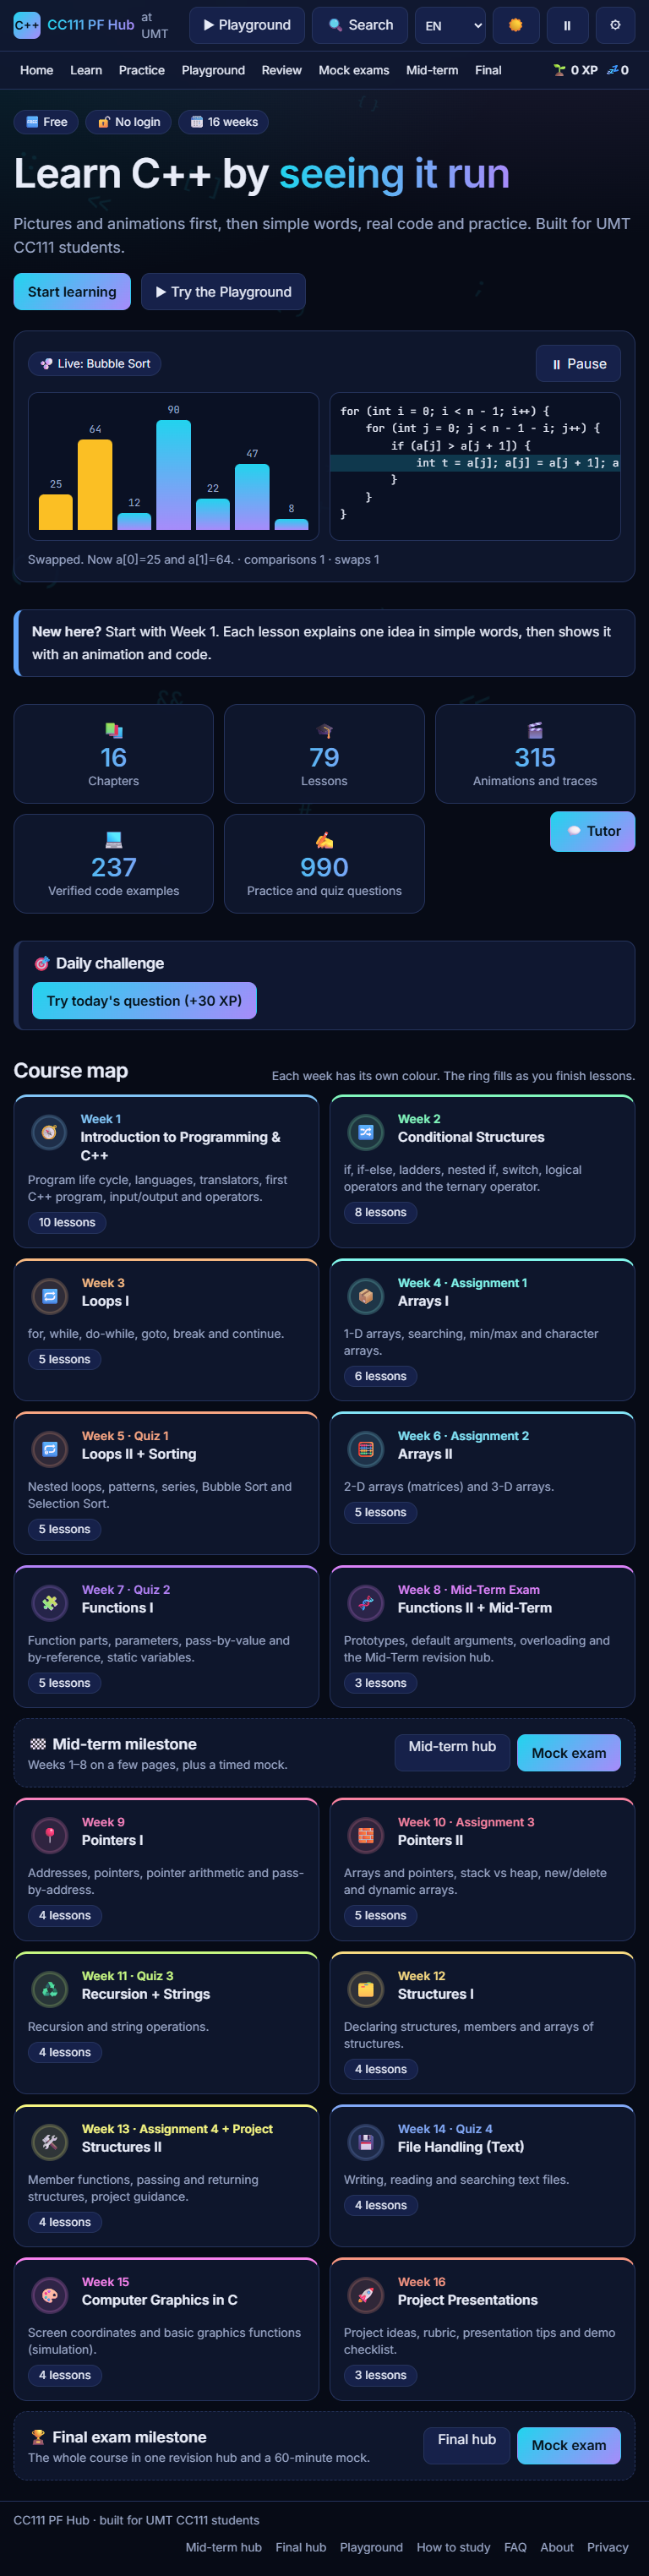 C++ CC111 PF Hub at UMT ▶ Playground 🔍 Search EN
Home Learn Practice Playground Review Mock exams Mid-term Final 0 XP 💤0
Free No login 16 weeks
Learn C++ by seeing it run
Pictures and animations first, then simple words, real code and practice. Built for UMT
CC111 students.
Start learning ▶ Try the Playground
Live: Bubble Sort ⏸ Pause
25 64 12 90 22 47 8
for (int i = 0; i < n - 1; i++) {
for (int j = 0; j < n - 1 - i; j++) {
if (a[j] > a[j + 1]) {
int t = a[j]; a[j] = a[j + 1]; a
}
}
}
Swapped. Now a[0]=25 and a[1]=64. · comparisons 1 · swaps 1
New here? Start with Week 1. Each lesson explains one idea in simple words, then shows it
with an animation and code.
16
Chapters
79
Lessons
315
Animations and traces
237
Verified code examples
990
Practice and quiz questions
Tutor
Daily challenge
Try today's question (+30 XP)
Course map
Each week has its own colour. The ring fills as you finish lessons.
Week 1
Introduction to Programming &
C++
Program life cycle, languages, translators, first
C++ program, input/output and operators.
10 lessons
Week 2
Conditional Structures
if, if-else, ladders, nested if, switch, logical
operators and the ternary operator.
8 lessons
Week 3
Loops I
for, while, do-while, goto, break and continue.
5 lessons
Week 4 · Assignment 1
Arrays I
1-D arrays, searching, min/max and character
arrays.
6 lessons
Week 5 · Quiz 1
Loops II + Sorting
Nested loops, patterns, series, Bubble Sort and
Selection Sort.
5 lessons
Week 6 · Assignment 2
Arrays II
2-D arrays (matrices) and 3-D arrays.
5 lessons
Week 7 · Quiz 2
Functions I
Function parts, parameters, pass-by-value and
by-reference, static variables.
5 lessons
Week 8 · Mid-Term Exam
Functions II + Mid-Term
Prototypes, default arguments, overloading and
the Mid-Term revision hub.
3 lessons
Mid-term milestone
Weeks 1–8 on a few pages, plus a timed mock.
Mid-term hub Mock exam
Week 9
Pointers I
Addresses, pointers, pointer arithmetic and pass-
by-address.
4 lessons
Week 10 · Assignment 3
Pointers II
Arrays and pointers, stack vs heap, new/delete
and dynamic arrays.
5 lessons
Week 11 · Quiz 3
Recursion + Strings
Recursion and string operations.
4 lessons
Week 12
Structures I
Declaring structures, members and arrays of
structures.
4 lessons
Week 13 · Assignment 4 + Project
Structures II
Member functions, passing and returning
structures, project guidance.
4 lessons
Week 14 · Quiz 4
File Handling (Text)
Writing, reading and searching text files.
4 lessons
Week 15
Computer Graphics in C
Screen coordinates and basic graphics functions
(simulation).
4 lessons
Week 16
Project Presentations
Project ideas, rubric, presentation tips and demo
checklist.
3 lessons
Final exam milestone
The whole course in one revision hub and a 60-minute mock.
Final hub Mock exam
CC111 PF Hub · built for UMT CC111 students
Mid-term hub Final hub Playground How to study FAQ About Privacy